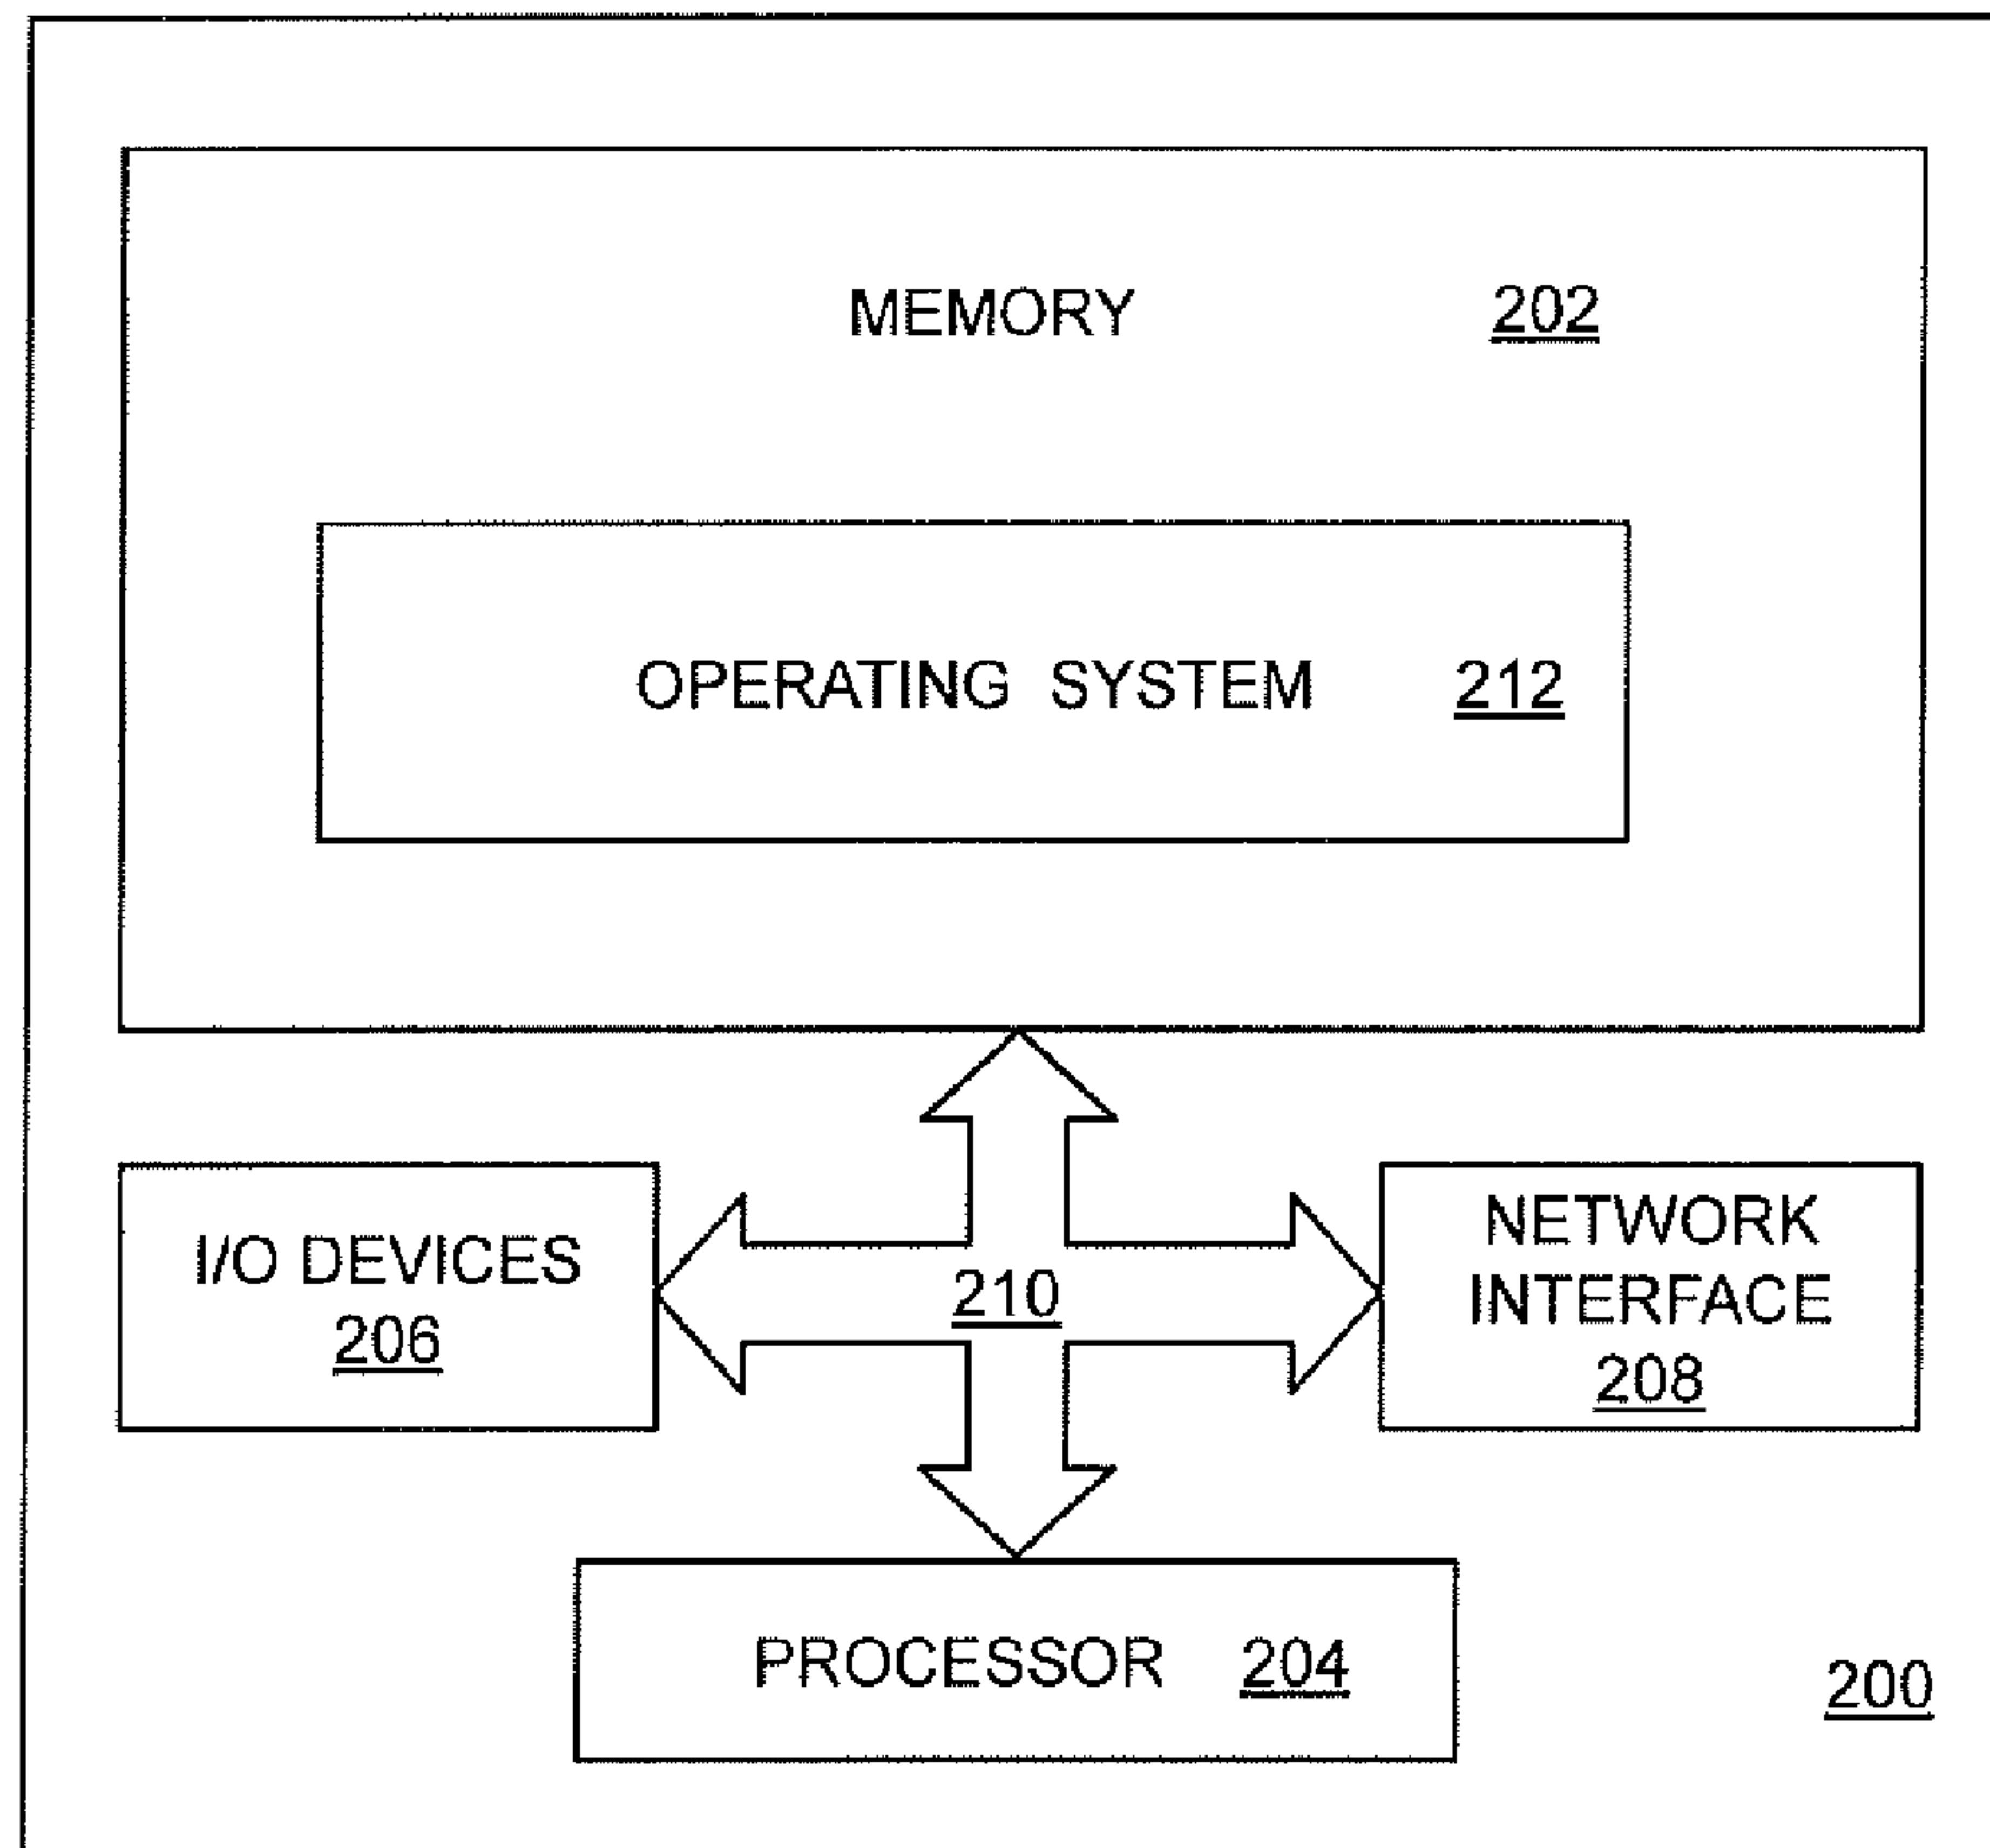 MEMORY 202
OPERATING SYSTEM 212
I/O DEVICES
206
210
NETWORK
INTERFACE
208
PROCESSOR 204
200